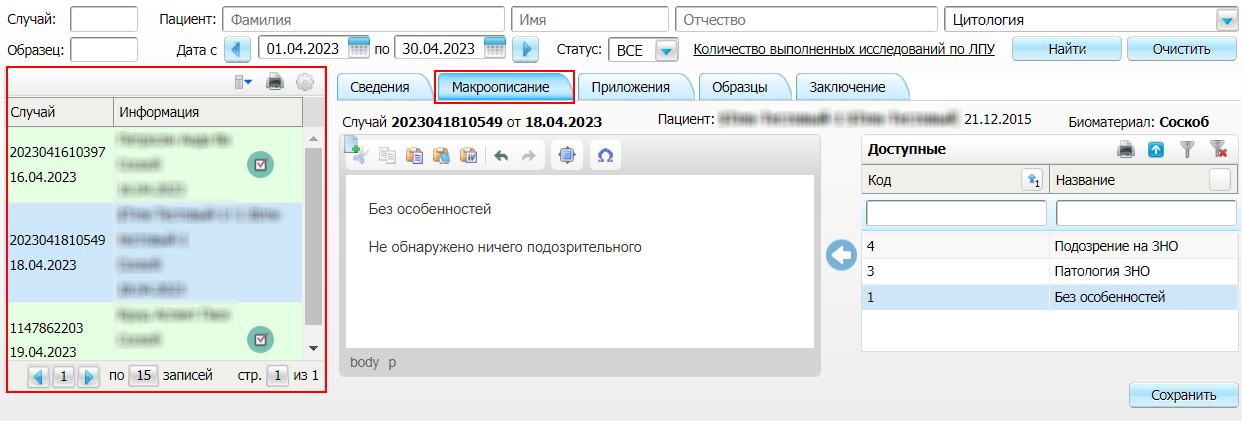 Случай: Пациент: Фамилия Имя Отчество Цитология
Образец: Дата с 01.04.2023 по 30.04.2023 Статус: ВСЕ Количество выполненных исследований по ЛПУ Найти Очистить
Сведения Макроописание Приложения Образцы Заключение
Случай Информация
2023041610397
16.04.2023
2023041810549
18.04.2023
1147862203
19.04.2023
1 по 15 записей стр. 1 из 1
Случай 2023041810549 от 18.04.2023 Пациент: 21.12.2015 Биоматериал: Соскоб
Без особенностей
Не обнаружено ничего подозрительного
body p
Доступные
Код 1 Название
4 Подозрение на ЗНО
3 Патология ЗНО
1 Без особенностей
Сохранить